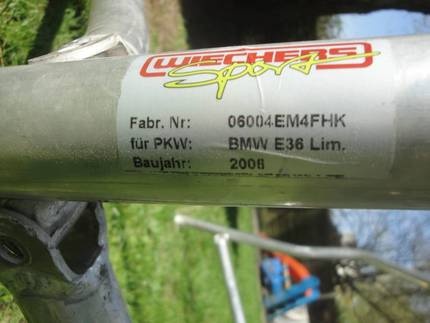 WIECHERS
Sport
Fabr. Nr: 06004EM4FHK
für PKW: BMW E36 Lim.
Baujahr: 2006